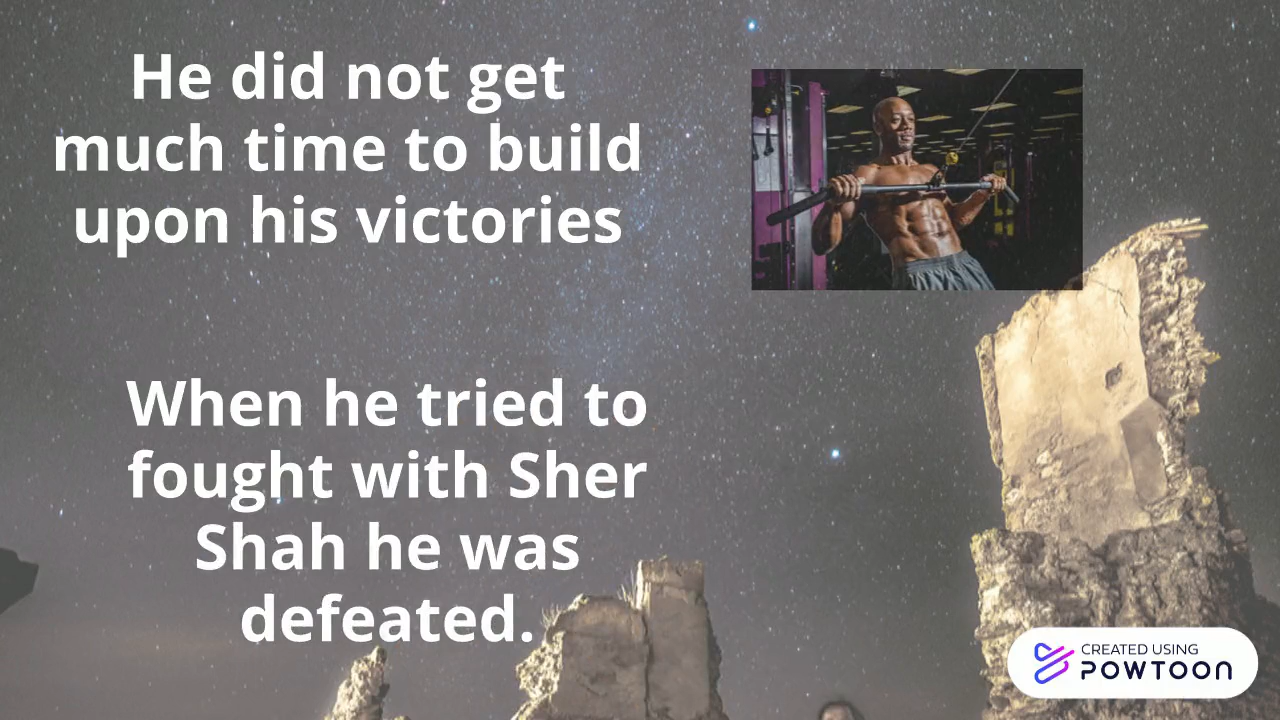 He did not get
much time to build
upon his victories
When he tried to
fought with Sher
Shah he was
defeated.
CREATED USING
POWTOON